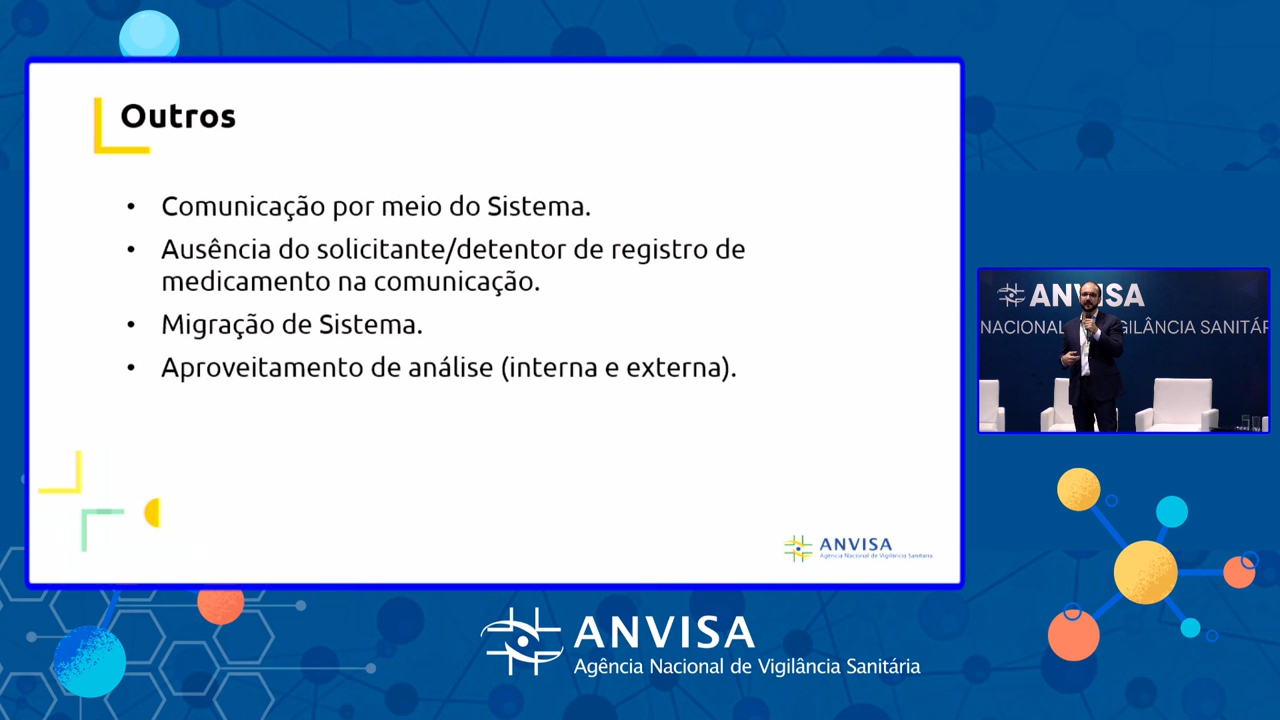 Outros
• Comunicação por meio do Sistema.
• Ausência do solicitante/detentor de registro de
medicamento na comunicação.
• Migração de Sistema.
• Aproveitamento de análise (interna e externa).
ANVISA
Agência Nacional de Vigilância Sanitária
ANVISA
NACIONAL GILÂNCIA SANITÁR
ANVISA
Agência Nacional de Vigilância Sanitária